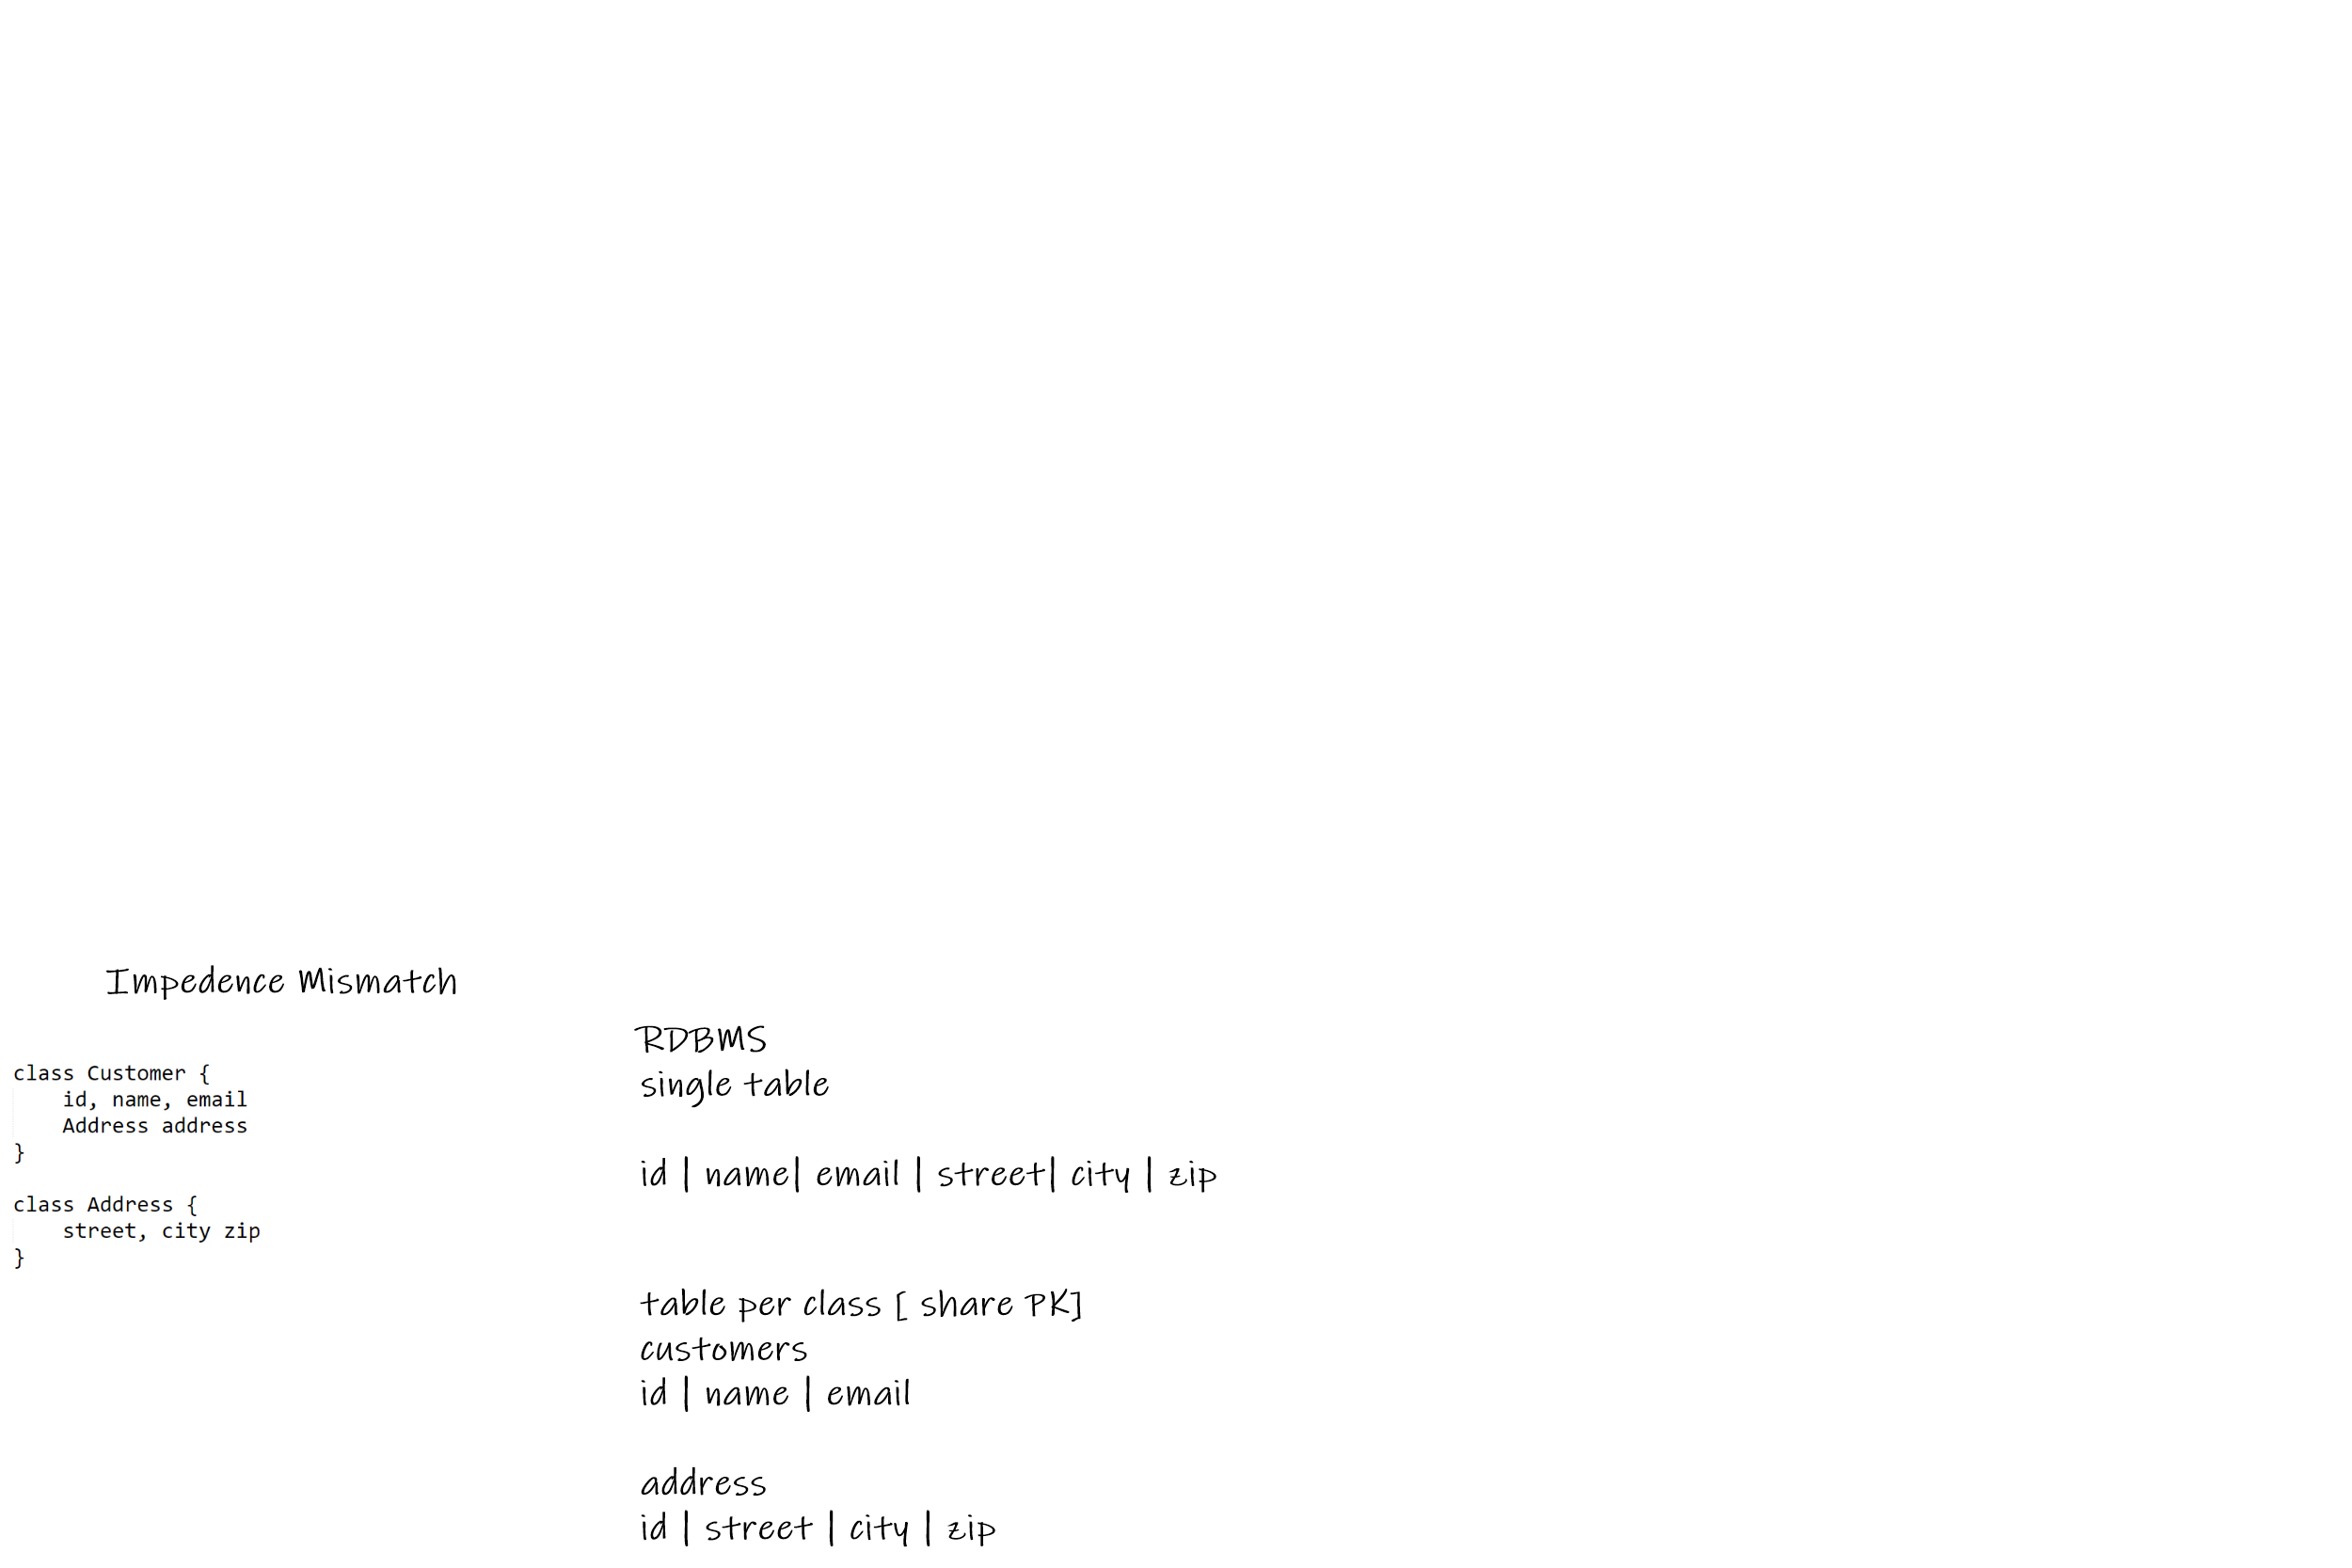 Impedence Mismatch
class Customer {
    id, name, email
    Address address
}
class Address {
    street, city zip
}
RDBMS
single table
id | name| email | street| city | zip
table per class [ share PK]
customers
id | name | email
address
id | street | city | zip